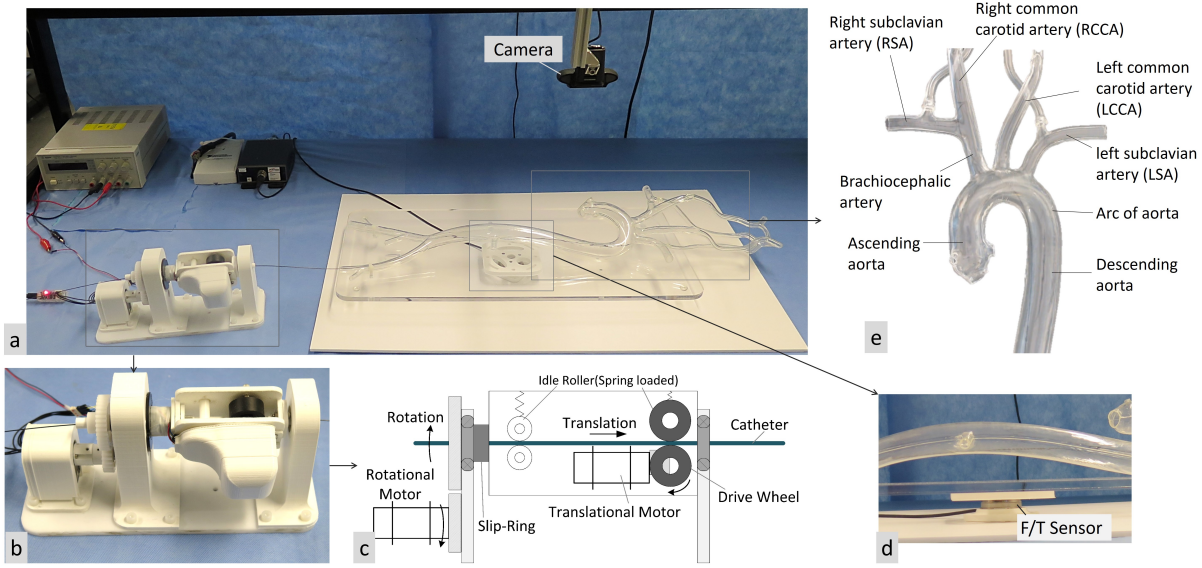 Camera
a
Right subclavian
artery (RSA)
Right common
carotid artery (RCCA)
Left common
carotid artery
(LCCA)
left subclavian
artery (LSA)
Brachiocephalic
artery
Arc of aorta
Ascending
aorta
Descending
aorta
e
b
Idle Roller(Spring loaded)
Rotation
Translation
Catheter
Rotational
Motor
Drive Wheel
Slip-Ring
Translational Motor
c
F/T Sensor
d